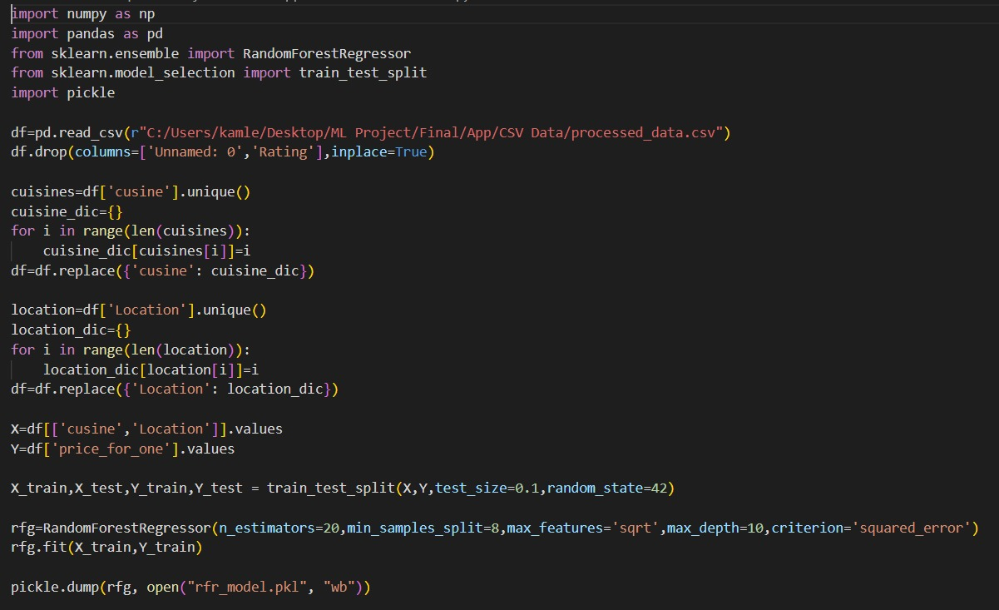 import numpy as np
import pandas as pd
from sklearn.ensemble import RandomForestRegressor
from sklearn.model_selection import train_test_split
import pickle

df=pd.read_csv(r"C:/Users/kamle/Desktop/ML Project/Final/App/CSV Data/processed_data.csv")
df.drop(columns=['Unnamed: 0','Rating'],inplace=True)

cuisines=df['cusine'].unique()
cuisine_dic={}
for i in range(len(cuisines)):
    cuisine_dic[cuisines[i]]=i
df=df.replace({'cusine': cuisine_dic})

location=df['Location'].unique()
location_dic={}
for i in range(len(location)):
    location_dic[location[i]]=i
df=df.replace({'Location': location_dic})

X=df[['cusine','Location']].values
Y=df['price_for_one'].values

X_train,X_test,Y_train,Y_test = train_test_split(X,Y,test_size=0.1,random_state=42)

rfg=RandomForestRegressor(n_estimators=20,min_samples_split=8,max_features='sqrt',max_depth=10,criterion='squared_error')
rfg.fit(X_train,Y_train)

pickle.dump(rfg, open("rfr_model.pkl", "wb"))